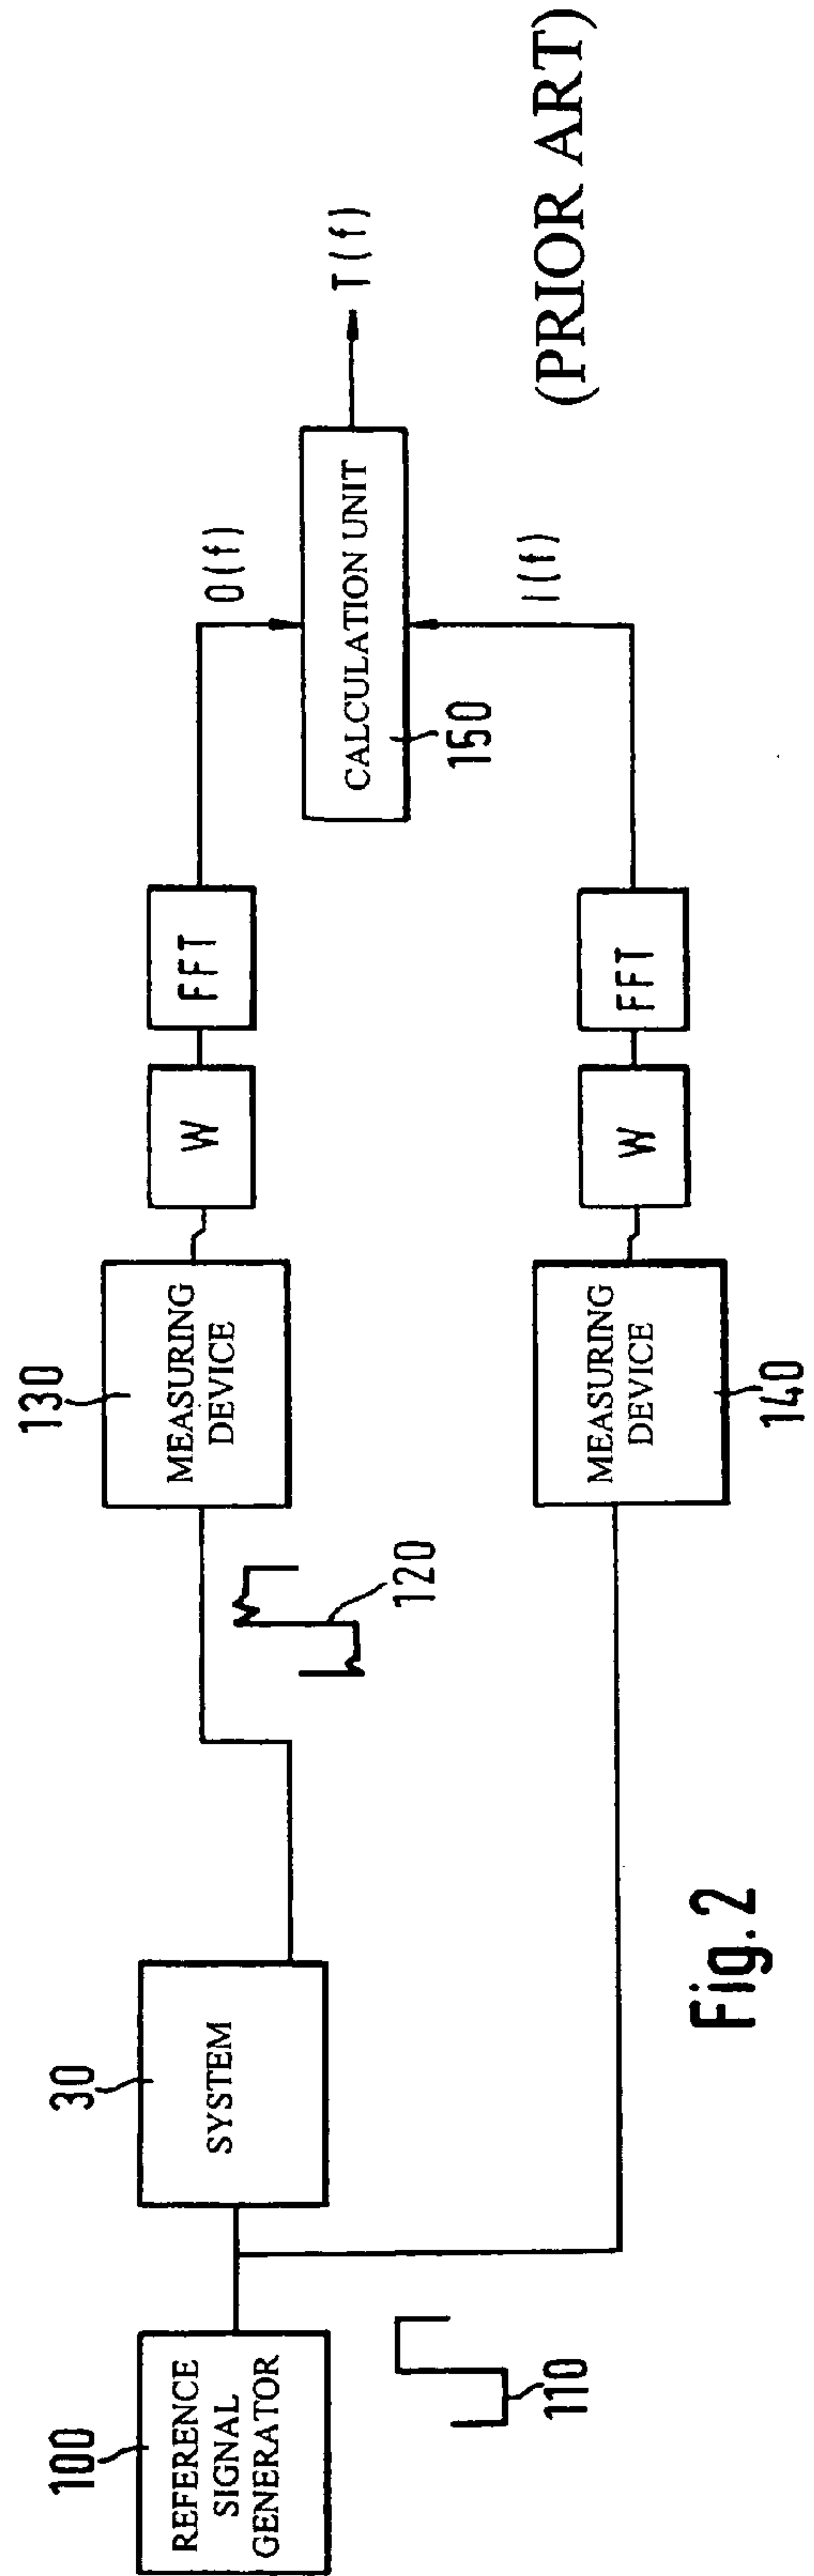 100
REFERENCE
SIGNAL
GENERATOR
110
30
SYSTEM
120
130
MEASURING
DEVICE
W
FFT
O(f)
MEASURING
DEVICE
140
W
FFT
I(f)
CALCULATION UNIT
150
T(f)
Fig. 2
(PRIOR ART)